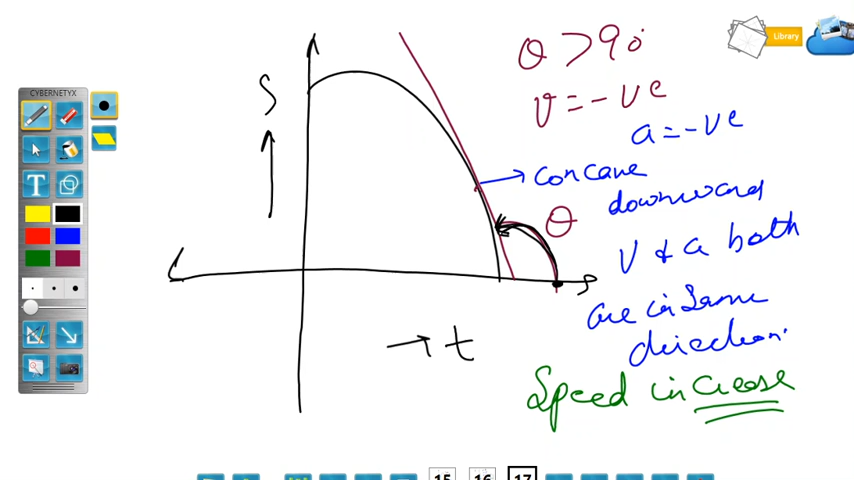 Library
CYBERNETYX
T
S
θ > 90°
v = -ve
a = -ve
concave
downward
θ
V & a both
are in same
direction.
→ t
Speed increase
15 16 17